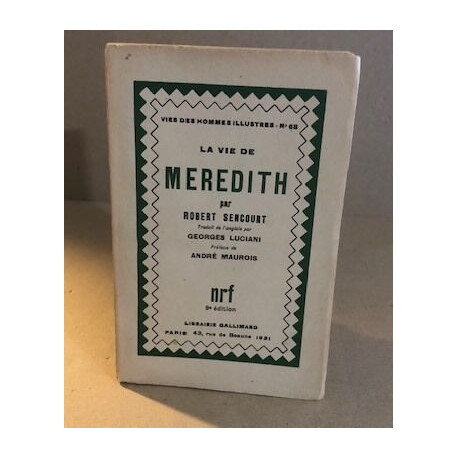 VIES DES HOMMES ILLUSTRES - N° 68
LA VIE DE
MEREDITH
par
ROBERT SENCOURT
Traduit de l'anglais par
GEORGES LUCIANI
Préface de
ANDRÉ MAUROIS
nrf
9e édition
LIBRAIRIE GALLIMARD
PARIS 43, rue de Beaune 1931